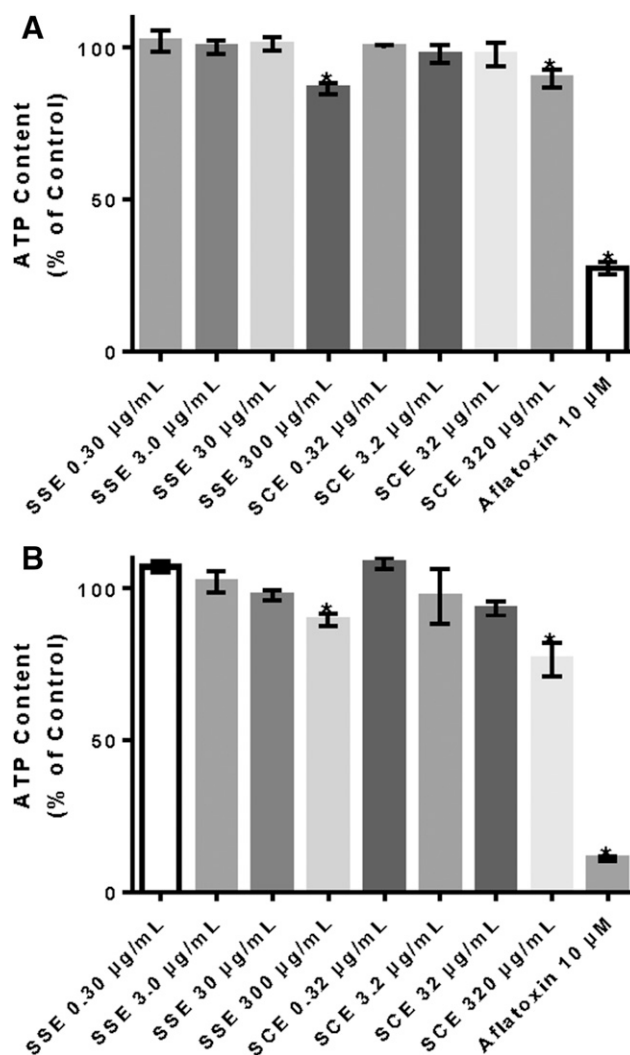 A
ATP Content
(% of Control)
100
50
0
*
*
*
SSE 0.30 µg/mL
SSE 3.0 µg/mL
SSE 30 µg/mL
SSE 300 µg/mL
SCE 0.32 µg/mL
SCE 3.2 µg/mL
SCE 32 µg/mL
SCE 320 µg/mL
Aflatoxin 10 µM
B
ATP Content
(% of Control)
100
50
0
*
*
*
SSE 0.30 µg/mL
SSE 3.0 µg/mL
SSE 30 µg/mL
SSE 300 µg/mL
SCE 0.32 µg/mL
SCE 3.2 µg/mL
SCE 32 µg/mL
SCE 320 µg/mL
Aflatoxin 10 µM